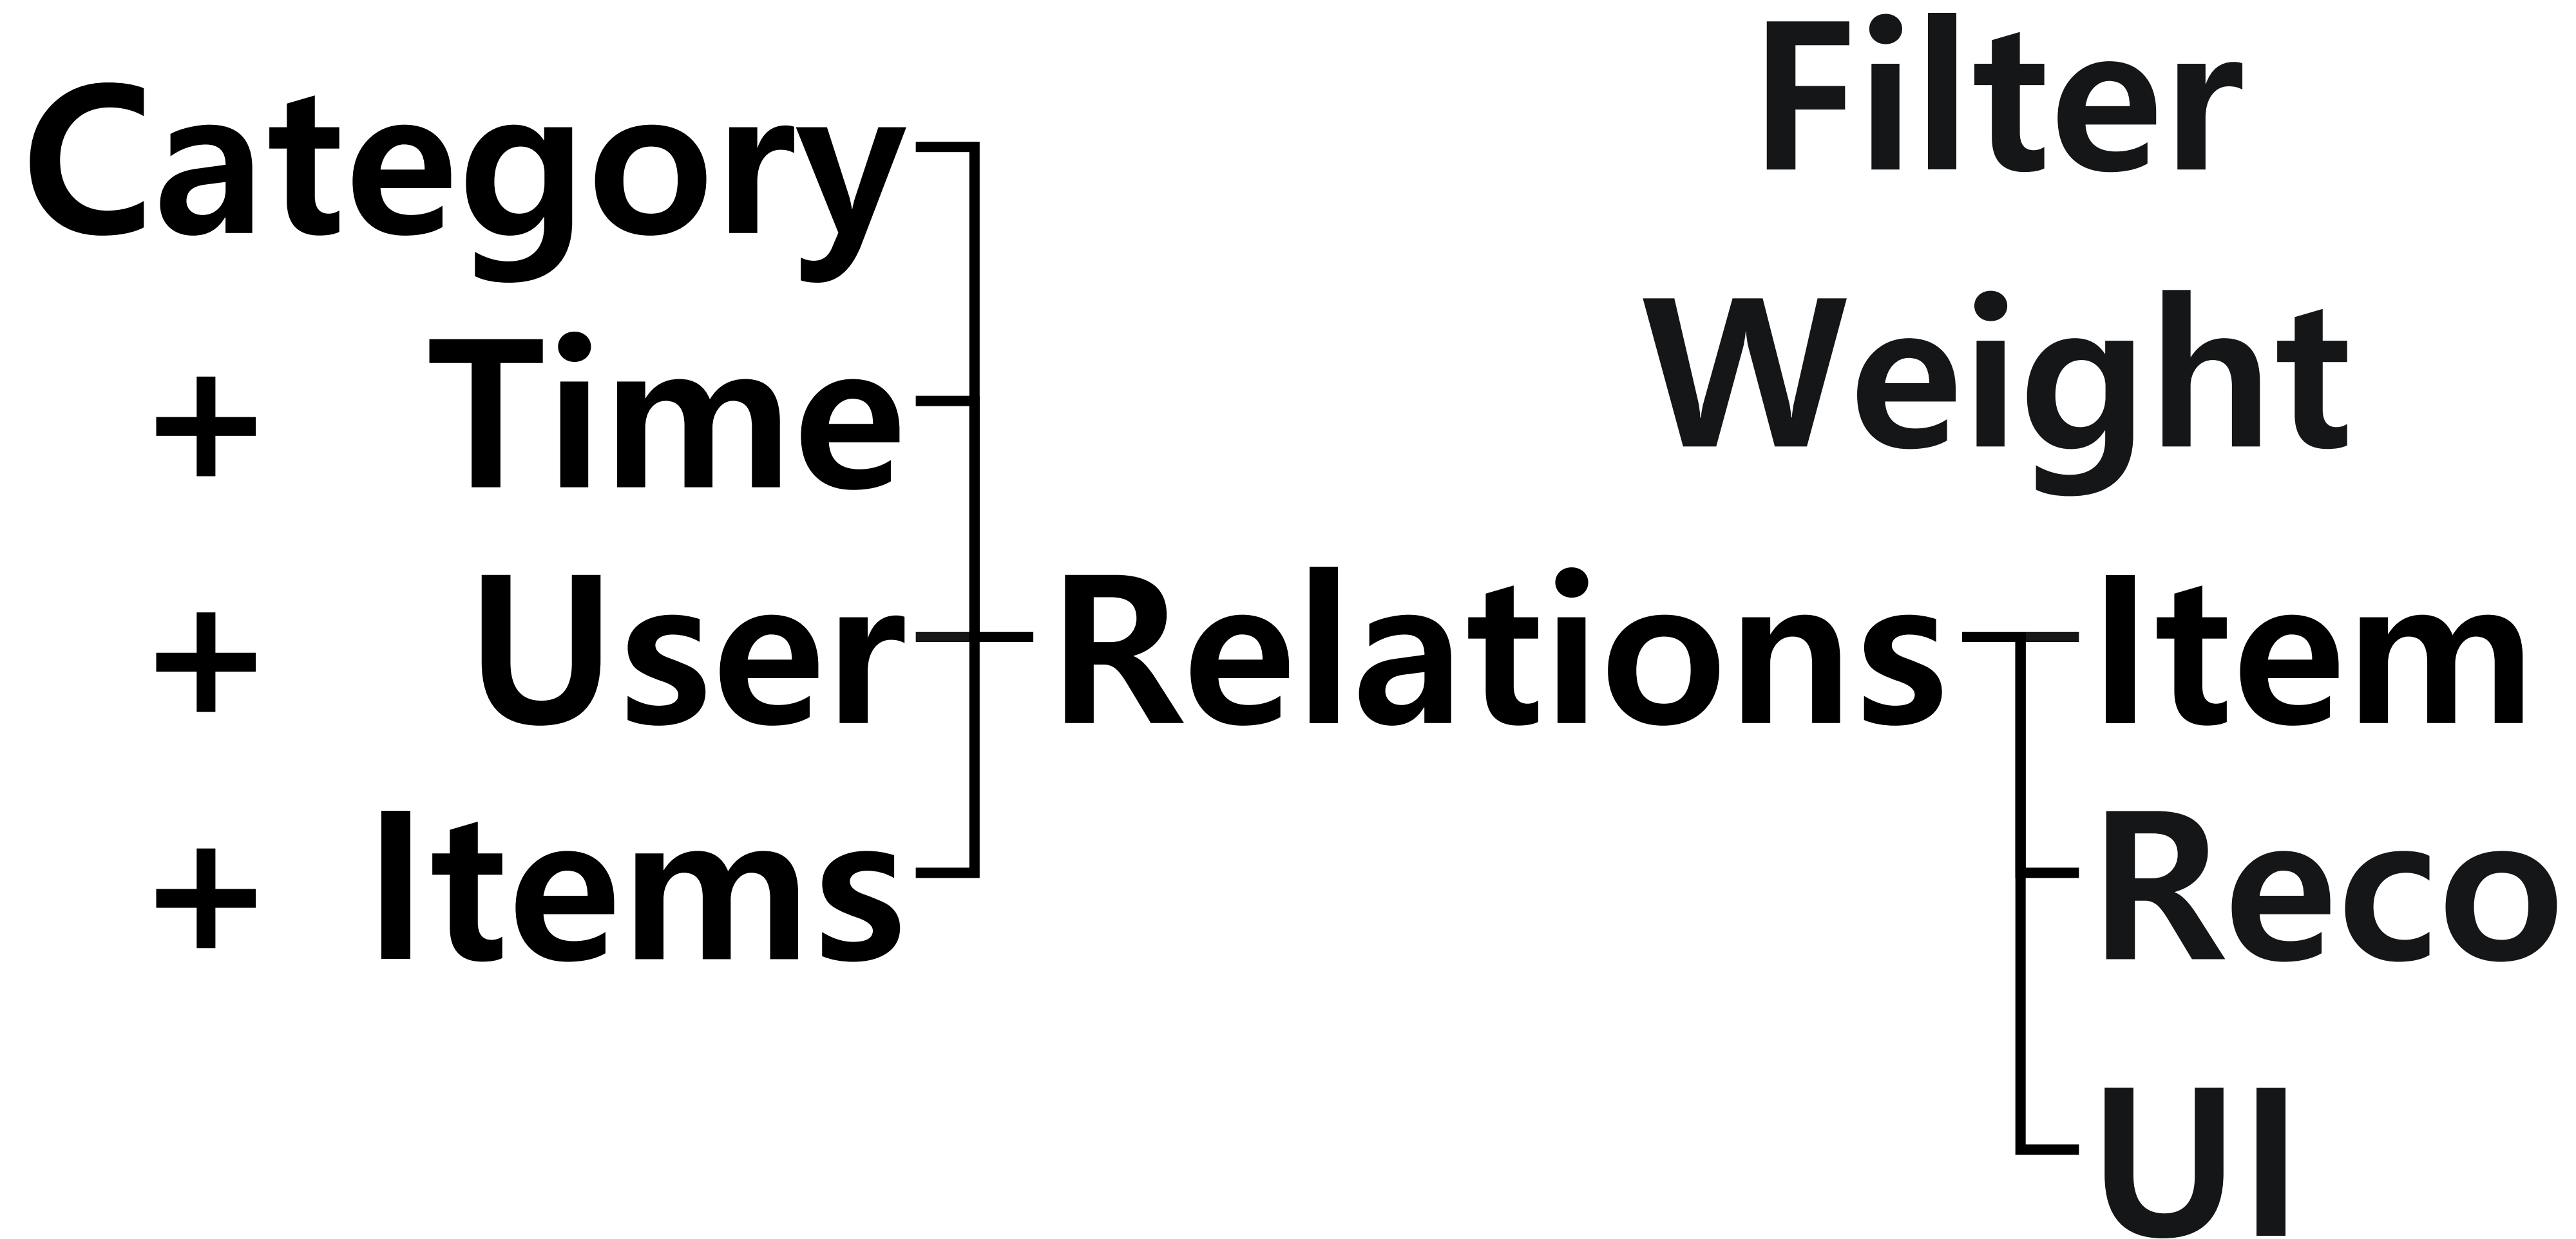 Category
+ Time
+ User
+ Items
Relations
Filter
Weight
Item
Reco
UI